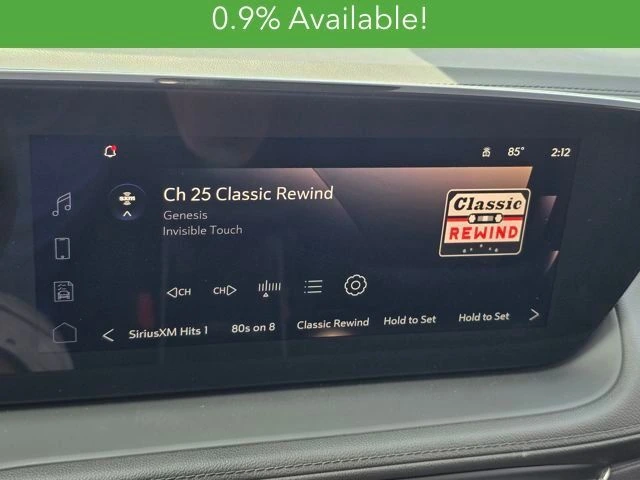 0.9% Available!
85° 2:12
sxm
Ch 25 Classic Rewind
Genesis
Invisible Touch
Classic
REWIND
CH CH
SiriusXM Hits 1 80s on 8 Classic Rewind Hold to Set Hold to Set